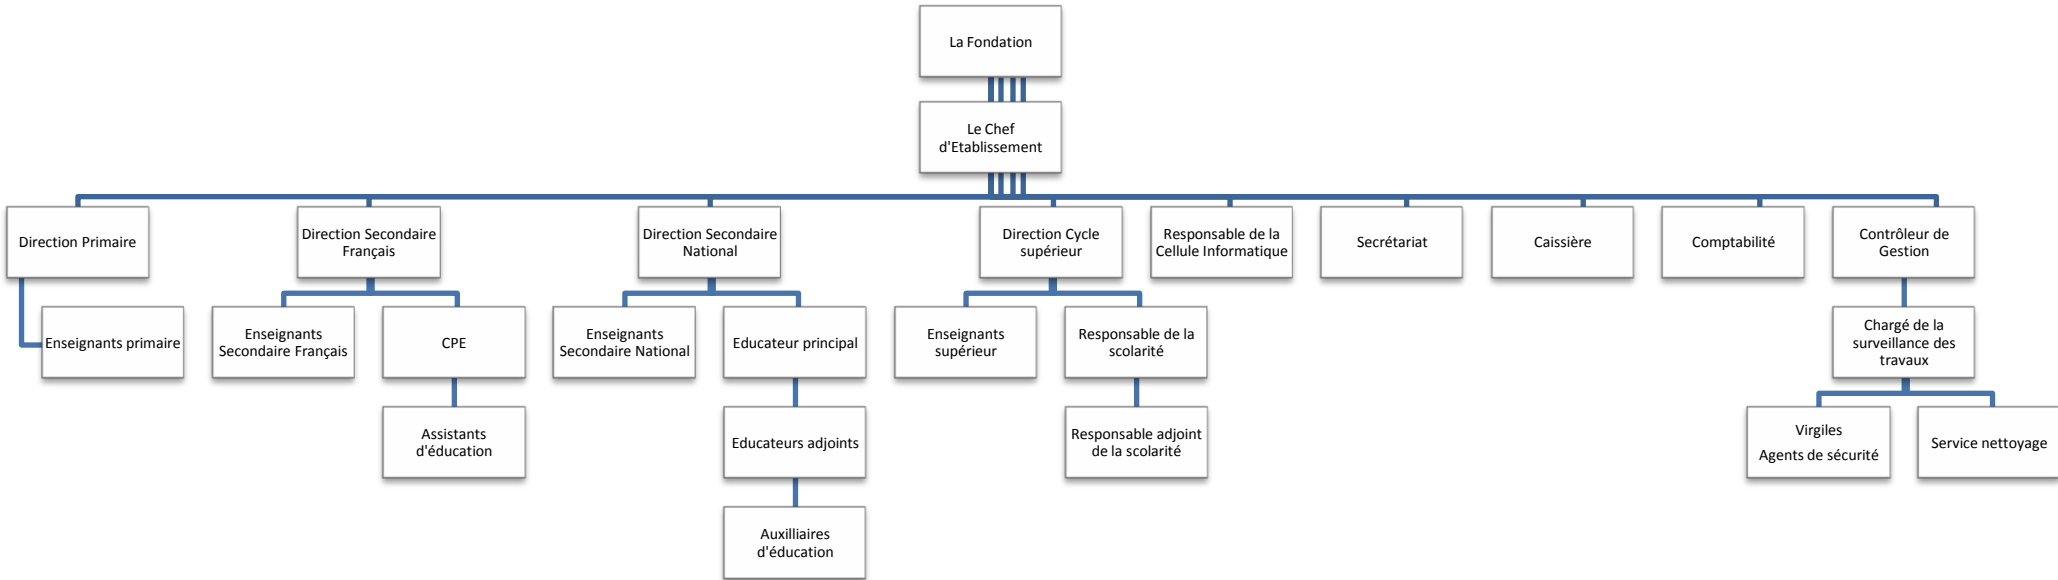 La Fondation
Le Chef
d'Etablissement
Direction Primaire
Direction Secondaire
Français
Direction Secondaire
National
Direction Cycle
supérieur
Responsable de la
Cellule Informatique
Secrétariat
Caissière
Comptabilité
Contrôleur de
Gestion
Enseignants primaire
Enseignants
Secondaire Français
CPE
Enseignants
Secondaire National
Educateur principal
Enseignants
supérieur
Responsable de la
scolarité
Chargé de la
surveillance des
travaux
Assistants
d'éducation
Educateurs adjoints
Responsable adjoint
de la scolarité
Virgiles
Agents de sécurité
Service nettoyage
Auxilliaires
d'éducation